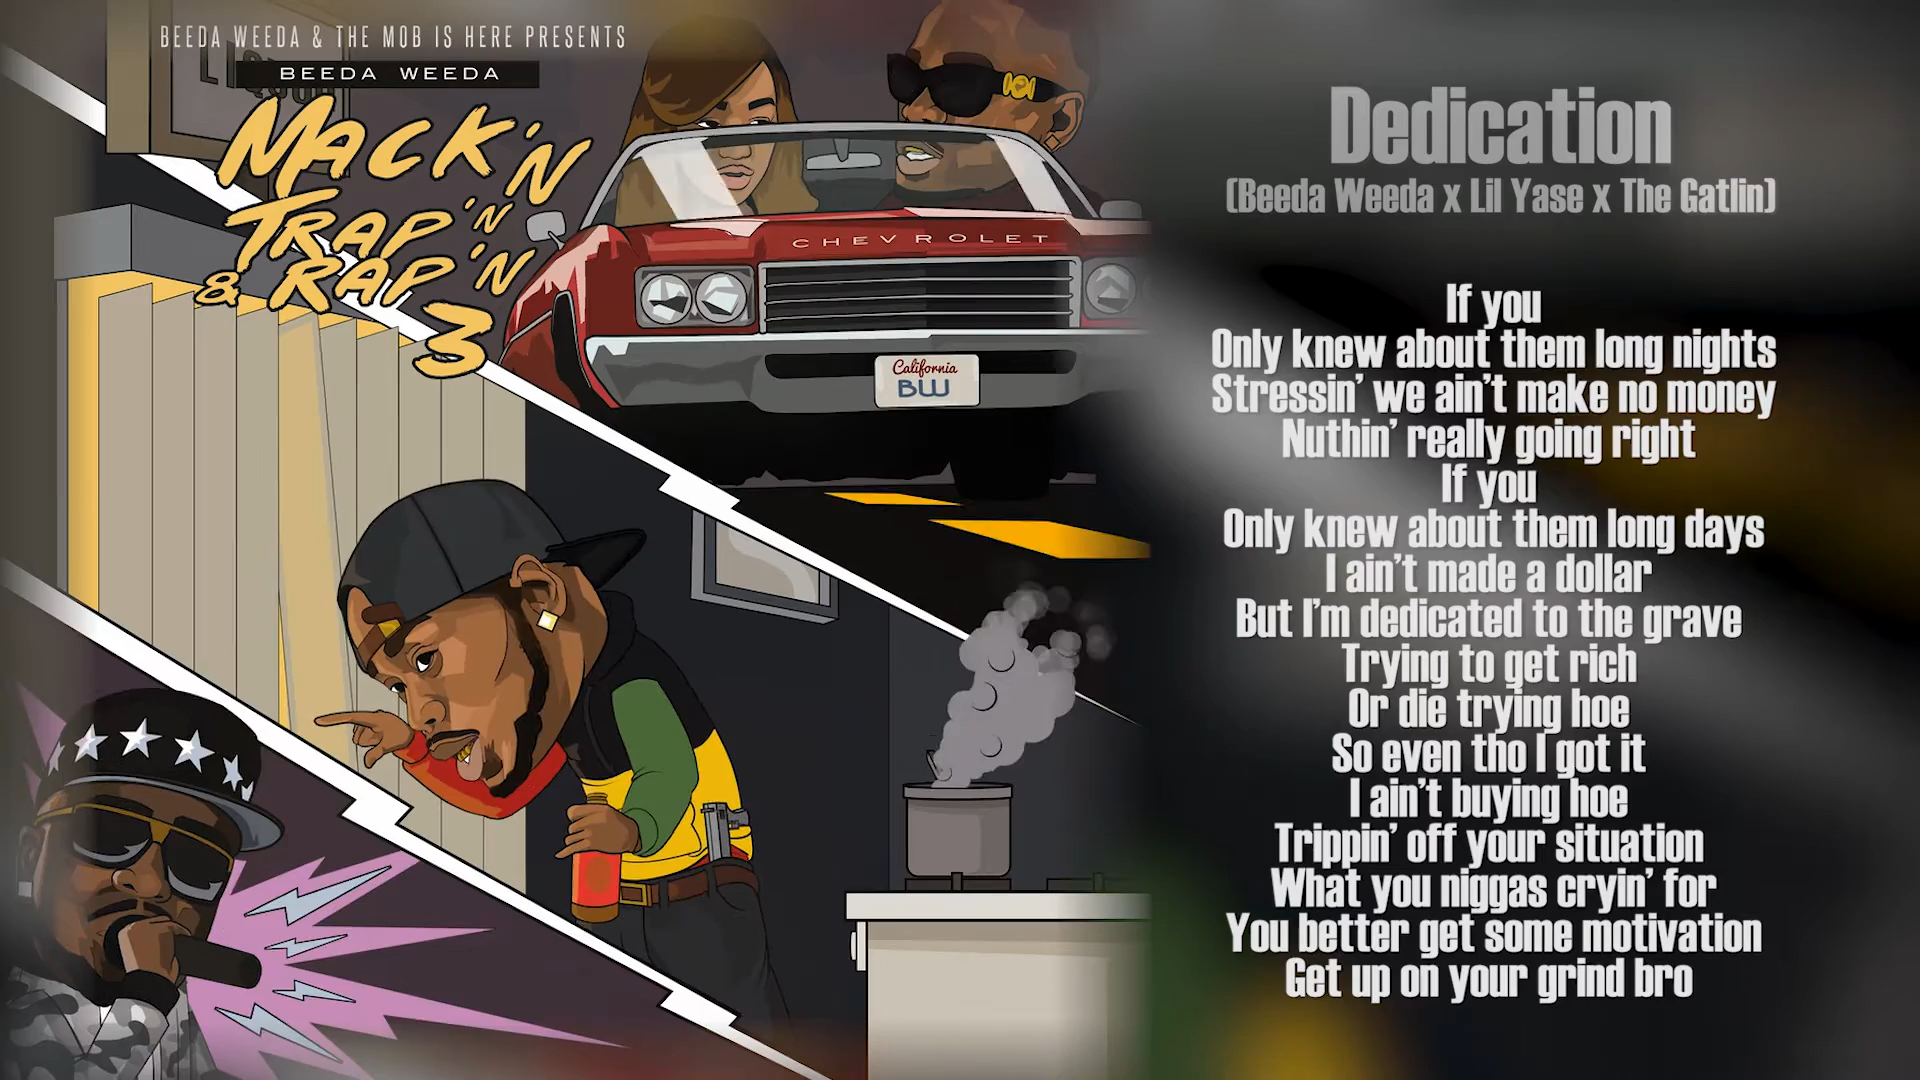 BEEDA WEEDA & THE MOB IS HERE PRESENTS
BEEDA WEEDA
MACK'N
TRAP'N
& RAP'N
3
CHEVROLET
California
BW
Dedication
(Beeda Weeda x Lil Yase x The Gatlin)
If you
Only knew about them long nights
Stressin' we ain't make no money
Nuthin' really going right
If you
Only knew about them long days
I ain't made a dollar
But I'm dedicated to the grave
Trying to get rich
Or die trying hoe
So even tho I got it
I ain't buying hoe
Trippin' off your situation
What you niggas cryin' for
You better get some motivation
Get up on your grind bro